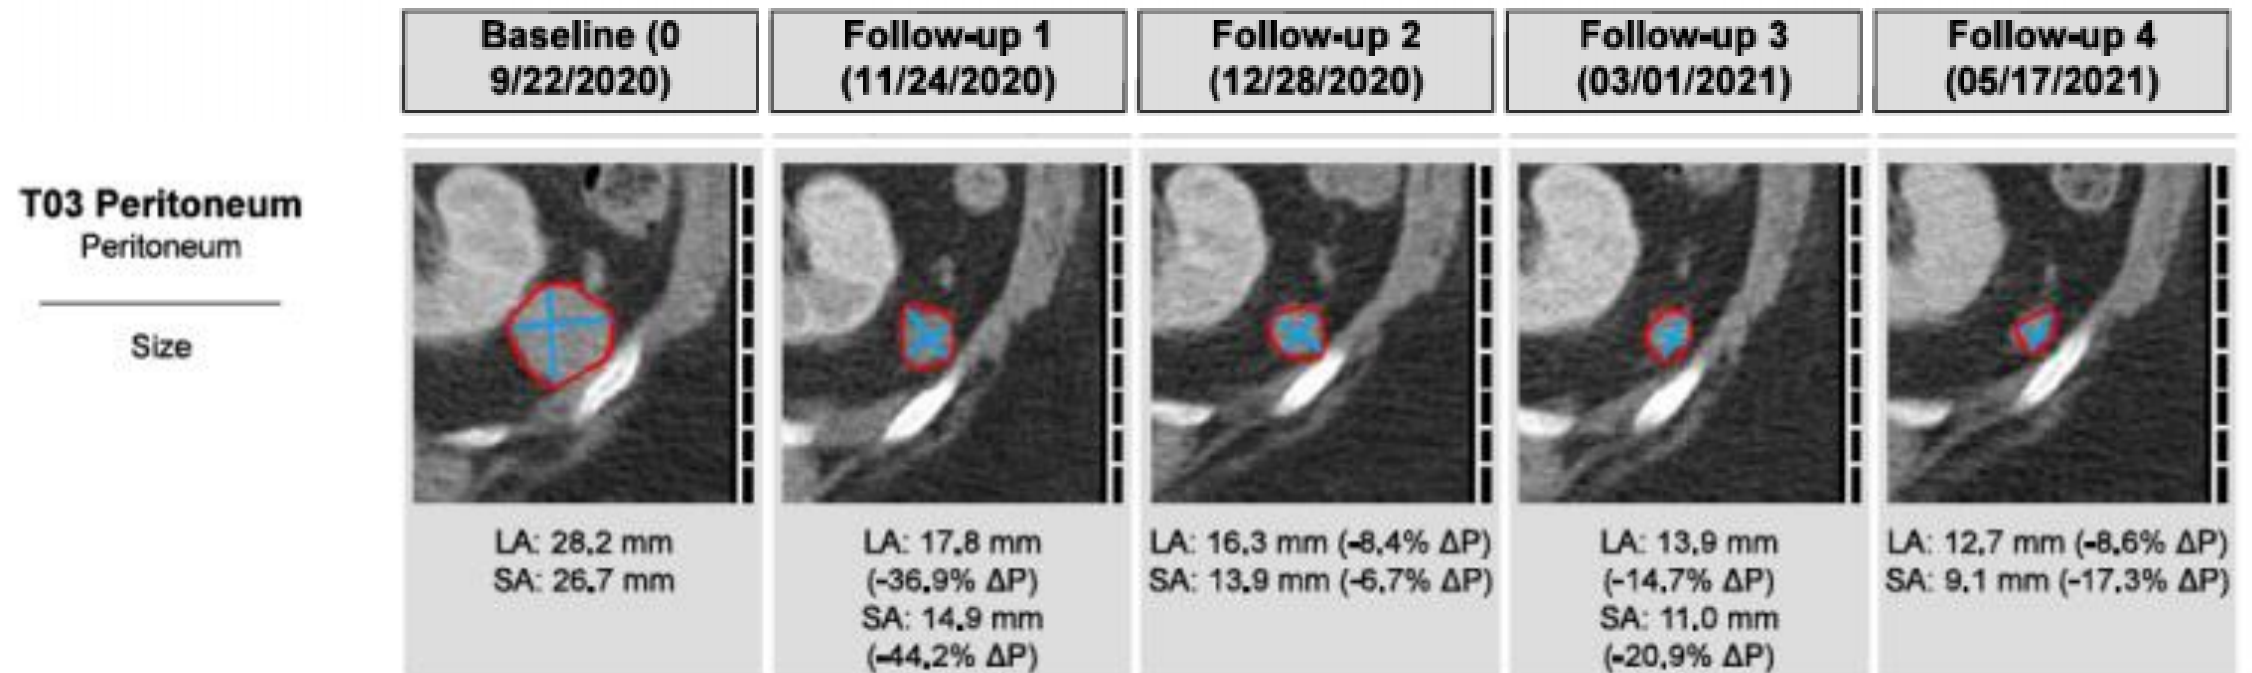 Baseline (0
9/22/2020)
Follow-up 1
(11/24/2020)
Follow-up 2
(12/28/2020)
Follow-up 3
(03/01/2021)
Follow-up 4
(05/17/2021)
T03 Peritoneum
Peritoneum
Size
LA: 28.2 mm
SA: 26.7 mm
LA: 17.8 mm
(-36.9% ΔP)
SA: 14.9 mm
(-44.2% ΔP)
LA: 16.3 mm (-8.4% ΔP)
SA: 13.9 mm (-6.7% ΔP)
LA: 13.9 mm
(-14.7% ΔP)
SA: 11.0 mm
(-20.9% ΔP)
LA: 12.7 mm (-8.6% ΔP)
SA: 9.1 mm (-17.3% ΔP)